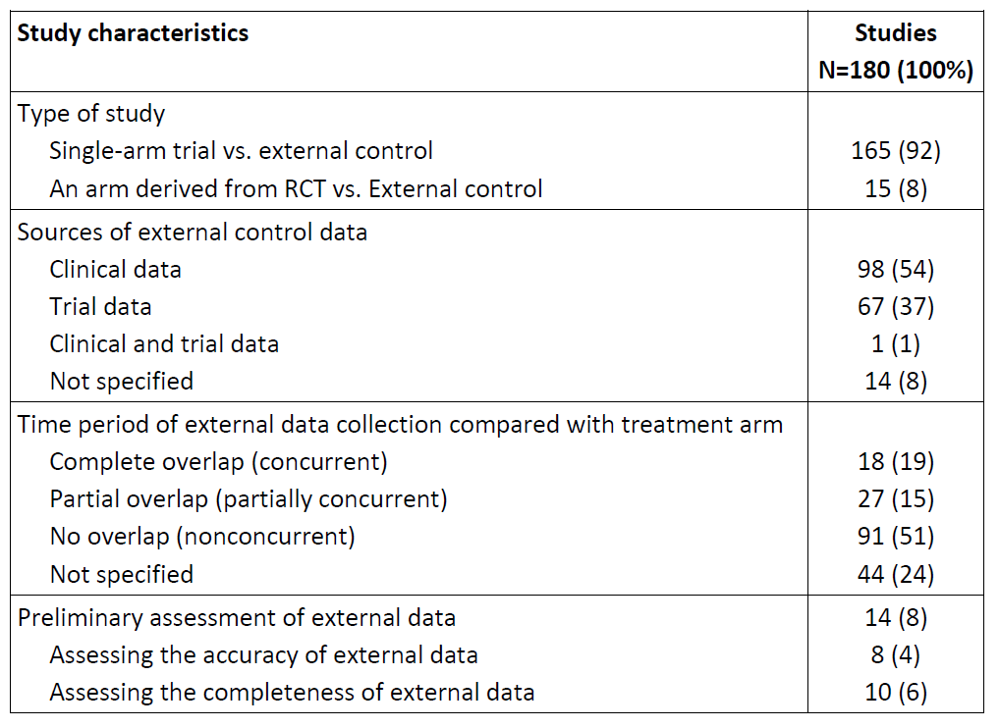 Study characteristics Studies
N=180 (100%)
Type of study
Single-arm trial vs. external control 165 (92)
An arm derived from RCT vs. External control 15 (8)
Sources of external control data
Clinical data 98 (54)
Trial data 67 (37)
Clinical and trial data 1 (1)
Not specified 14 (8)
Time period of external data collection compared with treatment arm
Complete overlap (concurrent) 18 (19)
Partial overlap (partially concurrent) 27 (15)
No overlap (nonconcurrent) 91 (51)
Not specified 44 (24)
Preliminary assessment of external data 14 (8)
Assessing the accuracy of external data 8 (4)
Assessing the completeness of external data 10 (6)